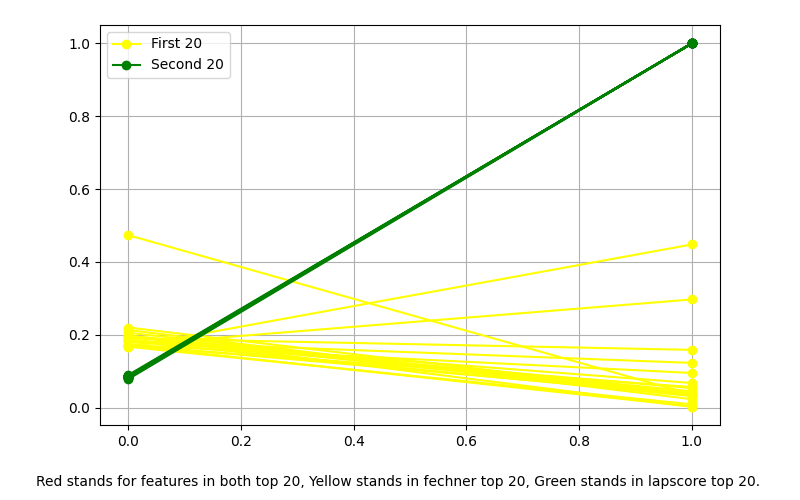 First 20
Second 20
1.0
0.8
0.6
0.4
0.2
0.0
0.0 0.2 0.4 0.6 0.8 1.0
Red stands for features in both top 20, Yellow stands in fechner top 20, Green stands in lapscore top 20.